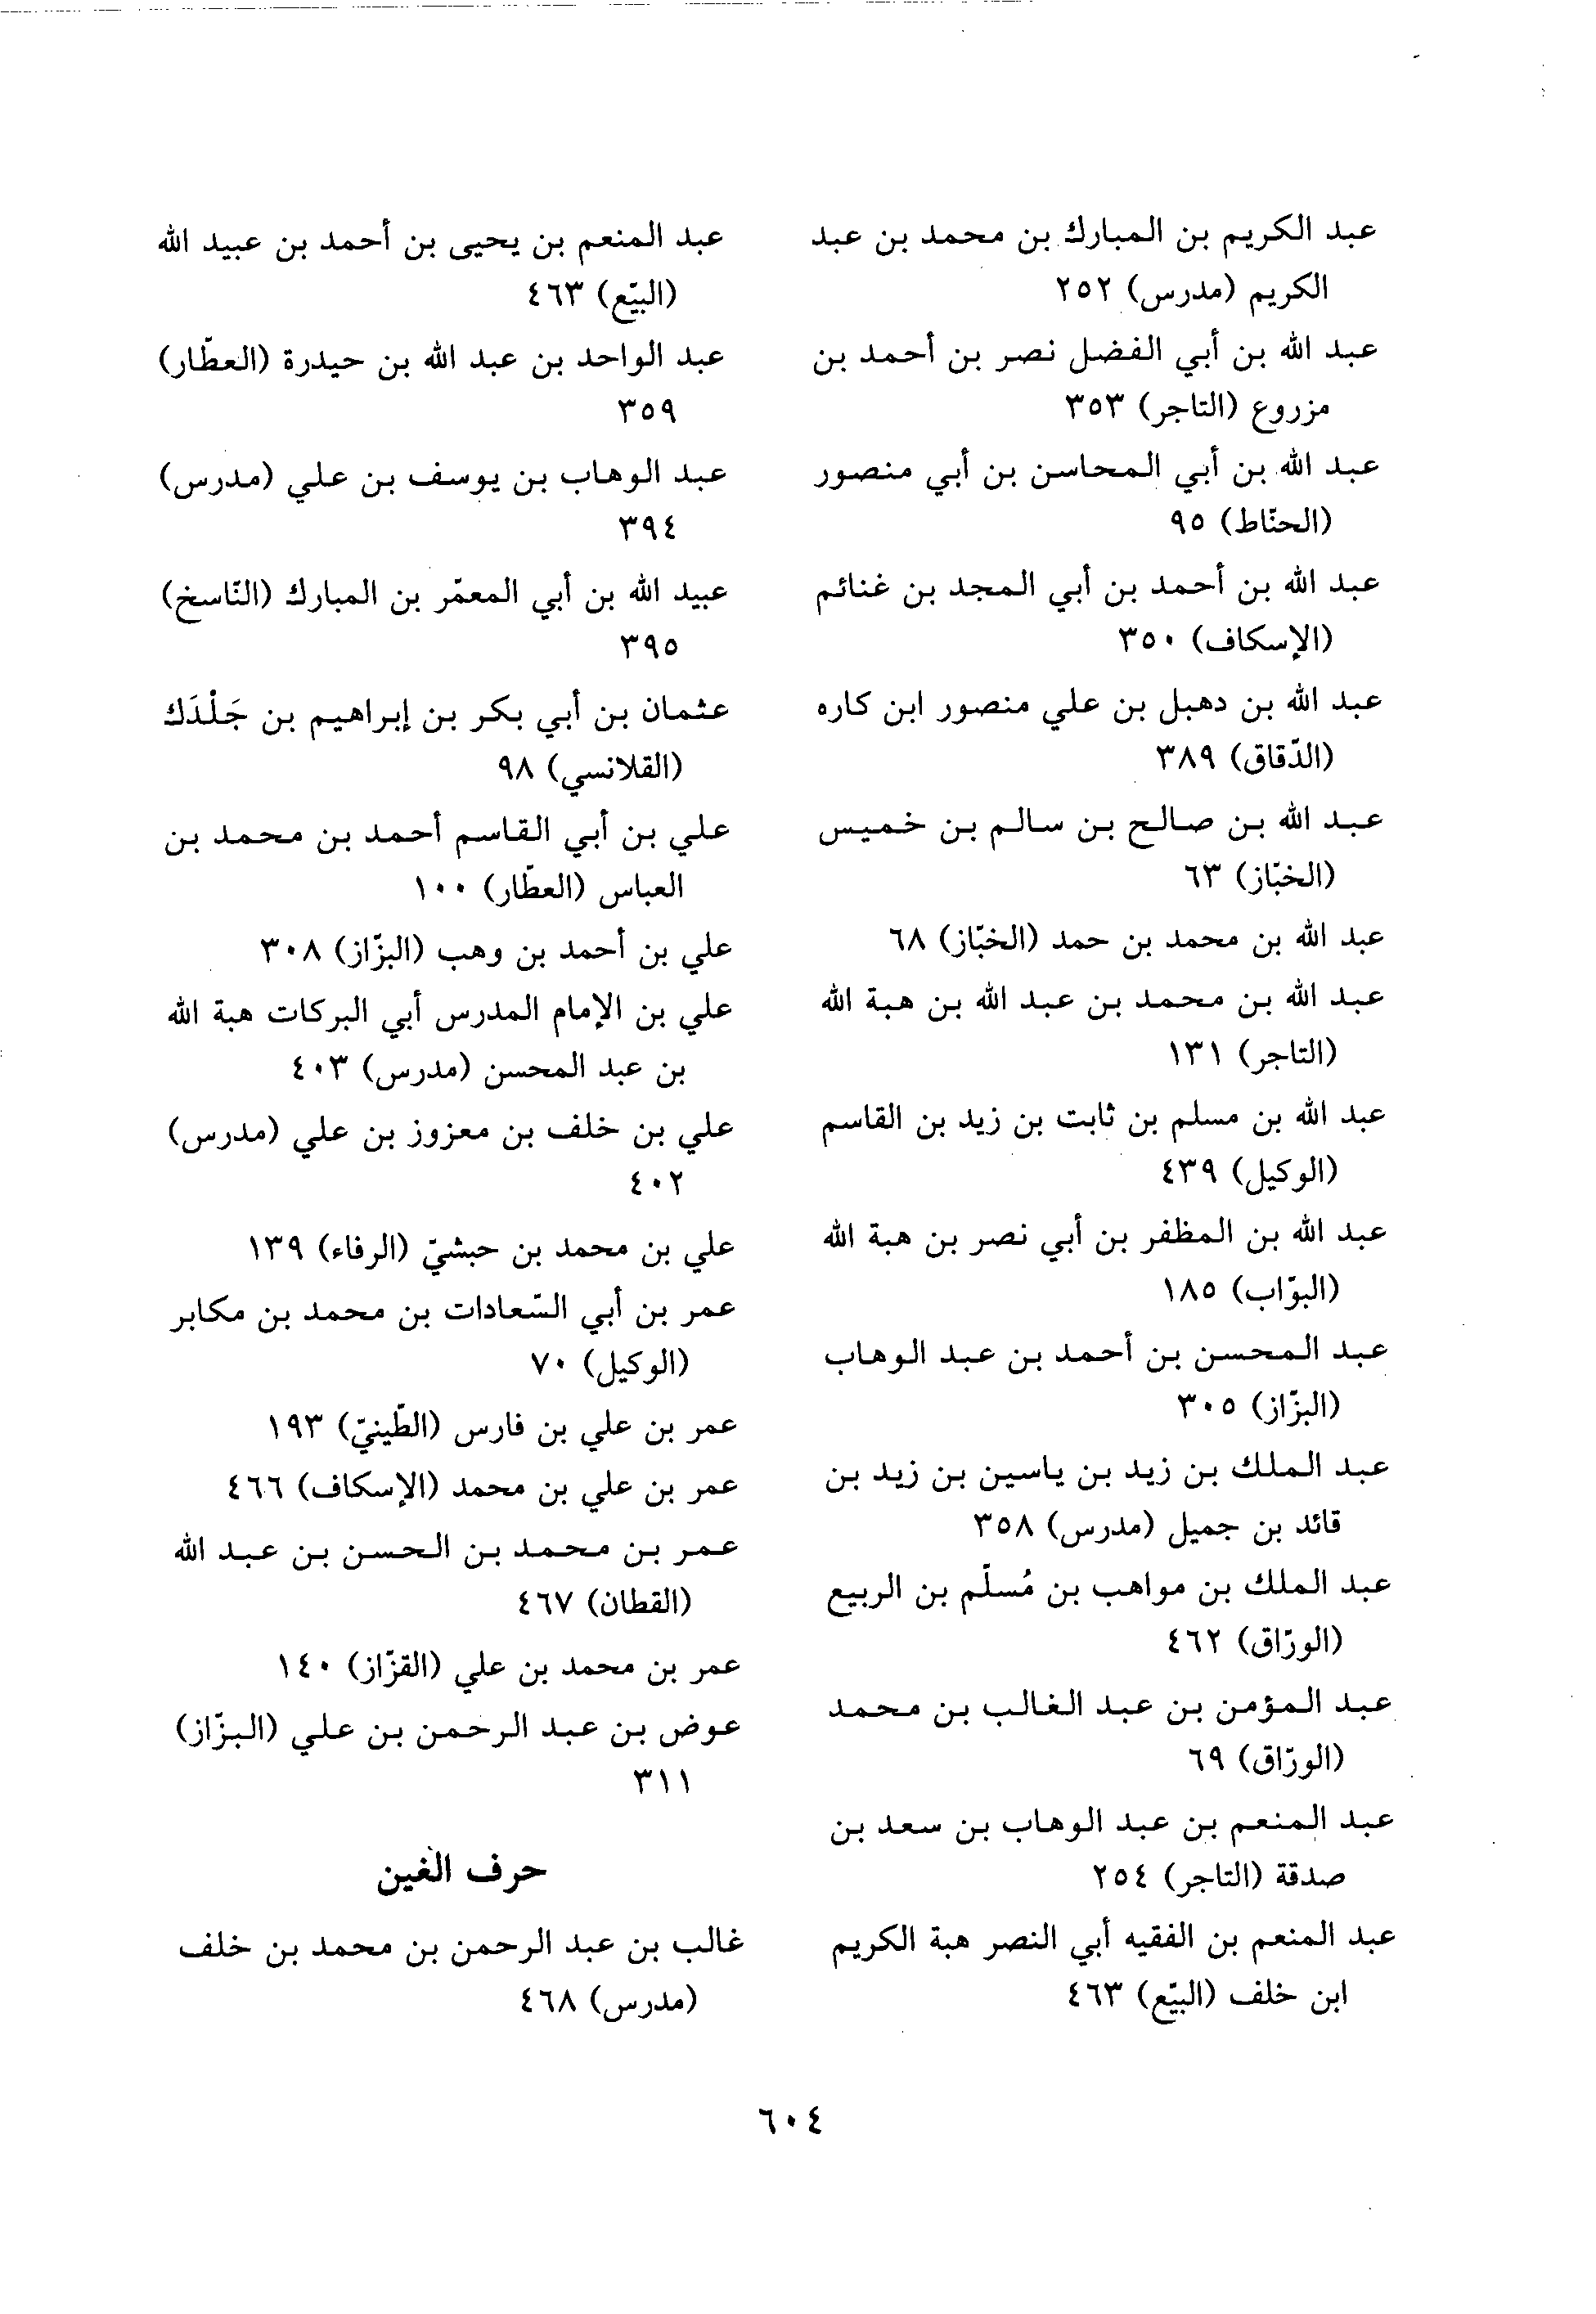 عبد الكريم بن المبارك بن محمد بن عبد
الكريم (مدرس) ٢٥٢
عبد الله بن أبي الفضل نصر بن أحمد بن
مزروع (التاجر) ٣٥٣
عبد الله بن أبي المحاسن بن أبي منصور
(الحنّاط) ٩٥
عبد الله بن أحمد بن أبي المجد بن غنائم
(الإسكاف) ٣٥٠
عبد الله بن دهبل بن علي منصور ابن كاره
(الدّقاق) ٣٨٩
عبد الله بن صالح بن سالم بن خميس
(الخبّاز) ٦٣
عبد الله بن محمد بن حمد (الخبّاز) ٦٨
عبد الله بن محمد بن عبد الله بن هبة الله
(التاجر) ١٣١
عبد الله بن مسلم بن ثابت بن زيد بن القاسم
(الوكيل) ٤٣٩
عبد الله بن المظفر بن أبي نصر بن هبة الله
(البوّاب) ١٨٥
عبد المحسن بن أحمد بن عبد الوهاب
(البزّاز) ٣٠٥
عبد الملك بن زيد بن ياسين بن زيد بن
قائد بن جميل (مدرس) ٣٥٨
عبد الملك بن مواهب بن مُسلّم بن الربيع
(الورّاق) ٤٦٢
عبد المؤمن بن عبد الغالب بن محمد
(الورّاق) ٦٩
عبد المنعم بن عبد الوهاب بن سعد بن
صدقة (التاجر) ٢٥٤
عبد المنعم بن الفقيه أبي النصر هبة الكريم
ابن خلف (البيّع) ٤٦٣
عبد المنعم بن يحيى بن أحمد بن عبيد الله
(البيّع) ٤٦٣
عبد الواحد بن عبد الله بن حيدرة (العطّار)
٣٥٩
عبد الوهاب بن يوسف بن علي (مدرس)
٣٩٤
عبيد الله بن أبي المعمّر بن المبارك (النّاسخ)
٣٩٥
عثمان بن أبي بكر بن إبراهيم بن جَلْدَك
(القلانسي) ٩٨
علي بن أبي القاسم أحمد بن محمد بن
العباس (العطّار) ١٠٠
علي بن أحمد بن وهب (البزّاز) ٣٠٨
علي بن الإمام المدرس أبي البركات هبة الله
بن عبد المحسن (مدرس) ٤٠٣
علي بن خلف بن معزوز بن علي (مدرس)
٤٠٢
علي بن محمد بن حبشيّ (الرفاء) ١٣٩
عمر بن أبي السّعادات بن محمد بن مكابر
(الوكيل) ٧٠
عمر بن علي بن فارس (الطّينيّ) ١٩٣
عمر بن علي بن محمد (الإسكاف) ٤٦٦
عمر بن محمد بن الحسن بن عبد الله
(القطان) ٤٦٧
عمر بن محمد بن علي (القزّاز) ١٤٠
عوض بن عبد الرحمن بن علي (البزّاز)
٣١١
حرف الغين
غالب بن عبد الرحمن بن محمد بن خلف
(مدرس) ٤٦٨
٦٠٤